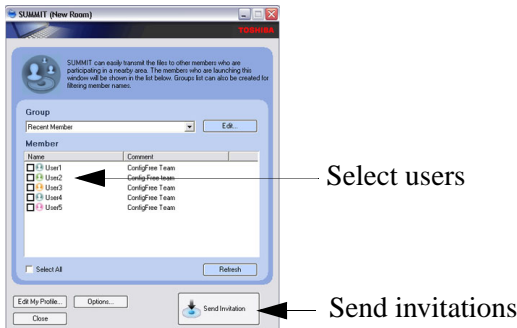 SUMMIT (New Room)
TOSHIBA
SUMMIT can easily transmit the files to other members who are
participating in a nearby area. The members who are launching this
window will be shown in the list below. Groups list can also be created for
filtering member names.
Group
Recent Member
Edit...
Member
Name Comment
User1 ConfigFree Team
User2 Config Free team
User3 ConfigFree Team
User4 ConfigFree Team
User5 ConfigFree Team
Select users
Select All
Refresh
Edit My Profile...
Options...
Send Invitation
Send invitations
Close